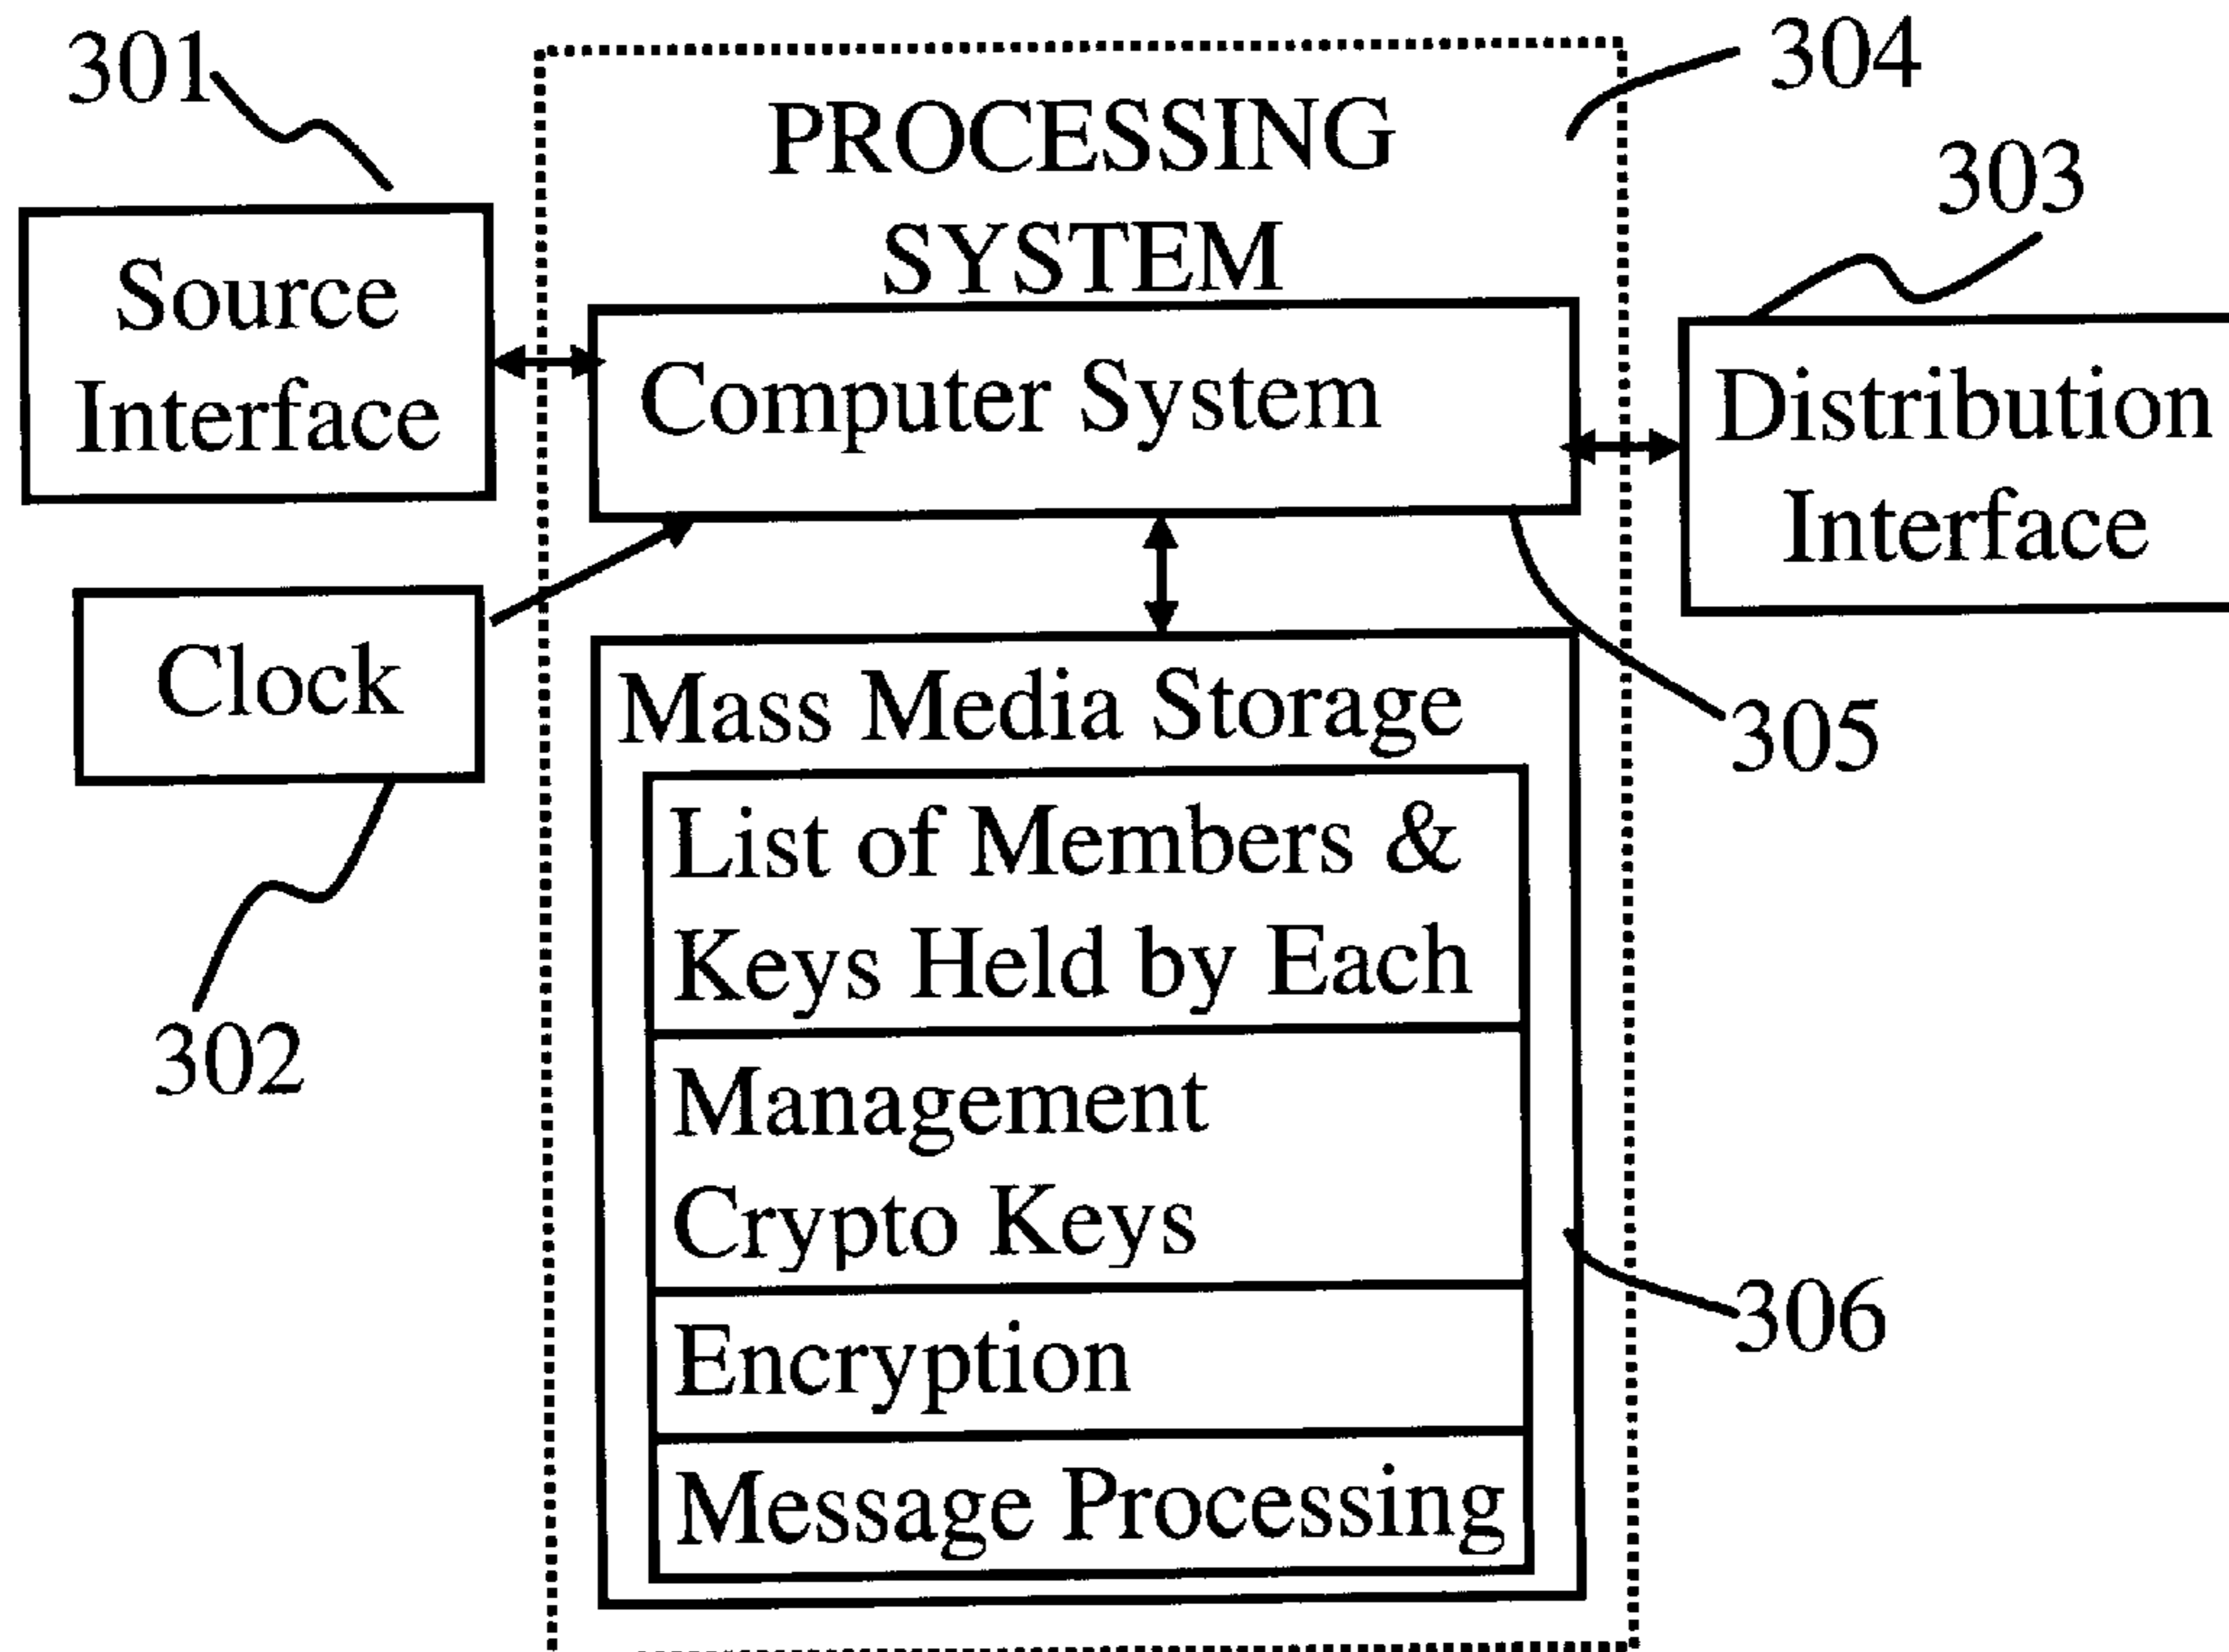 301
304
PROCESSING
SYSTEM
303
Source
Interface
Computer System
Distribution
Interface
Clock
Mass Media Storage
305
List of Members &
Keys Held by Each
302
Management
Crypto Keys
306
Encryption
Message Processing